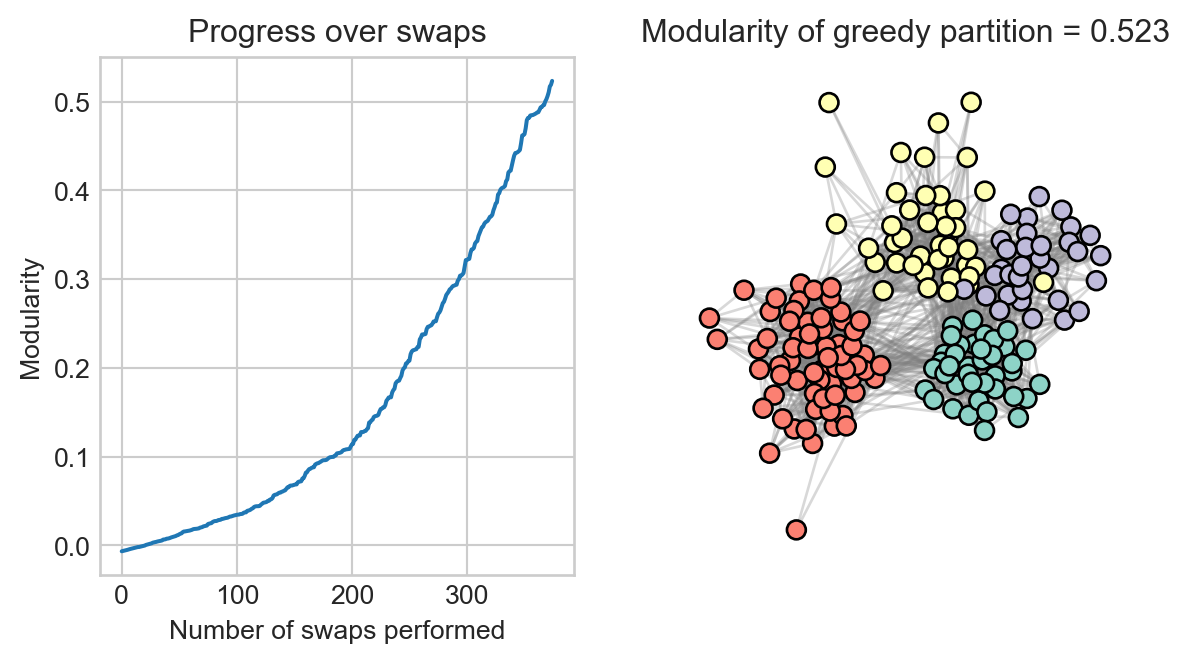 Progress over swaps
Modularity of greedy partition = 0.523
0.5
0.4
0.3
0.2
0.1
0.0
Modularity
0 100 200 300
Number of swaps performed